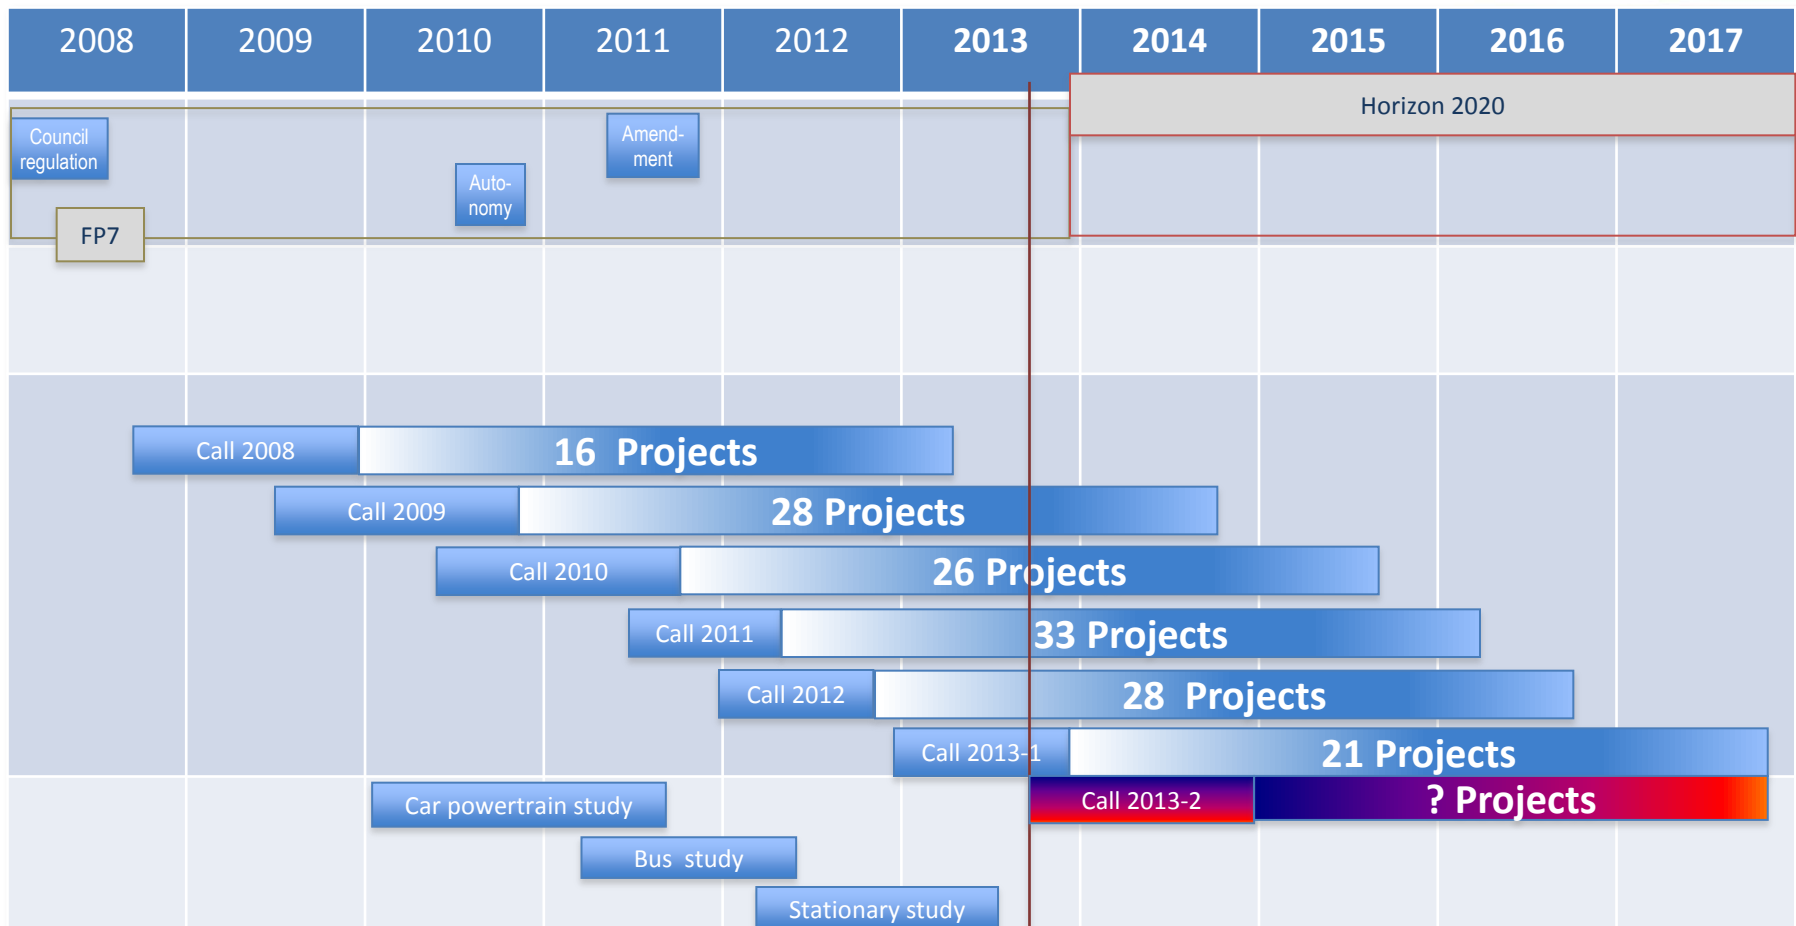 2008 2009 2010 2011 2012 2013 2014 2015 2016 2017
Horizon 2020
Council
regulation
Amend-
ment
Auto-
nomy
FP7
Call 2008 16 Projects
Call 2009 28 Projects
Call 2010 26 Projects
Call 2011 33 Projects
Call 2012 28 Projects
Call 2013-1 21 Projects
Car powertrain study Call 2013-2 ? Projects
Bus study
Stationary study